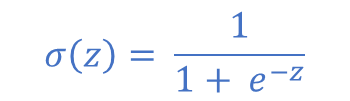 σ(z) = 1 / (1 + e^{-z})